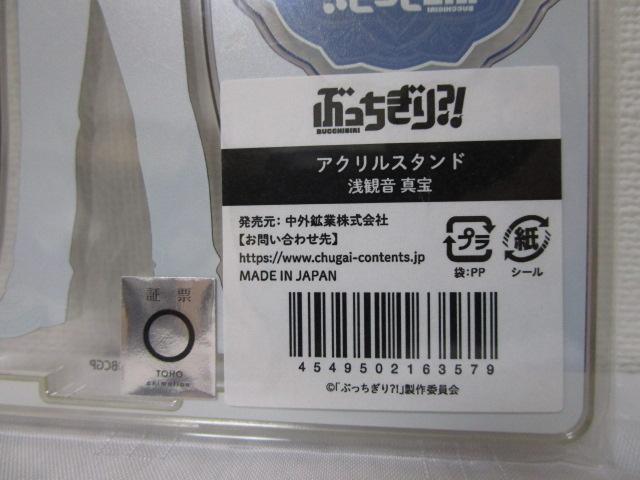 ぶっちぎり?!
BUCCHIGIRI
アクリルスタンド
浅観音 真宝
発売元: 中外鉱業株式会社
【お問い合わせ先】
https://www.chugai-contents.jp
MADE IN JAPAN
プラ
袋:PP
紙
シール
4549502163579
©「ぶっちぎり?!」製作委員会
証票
TOHO
animation